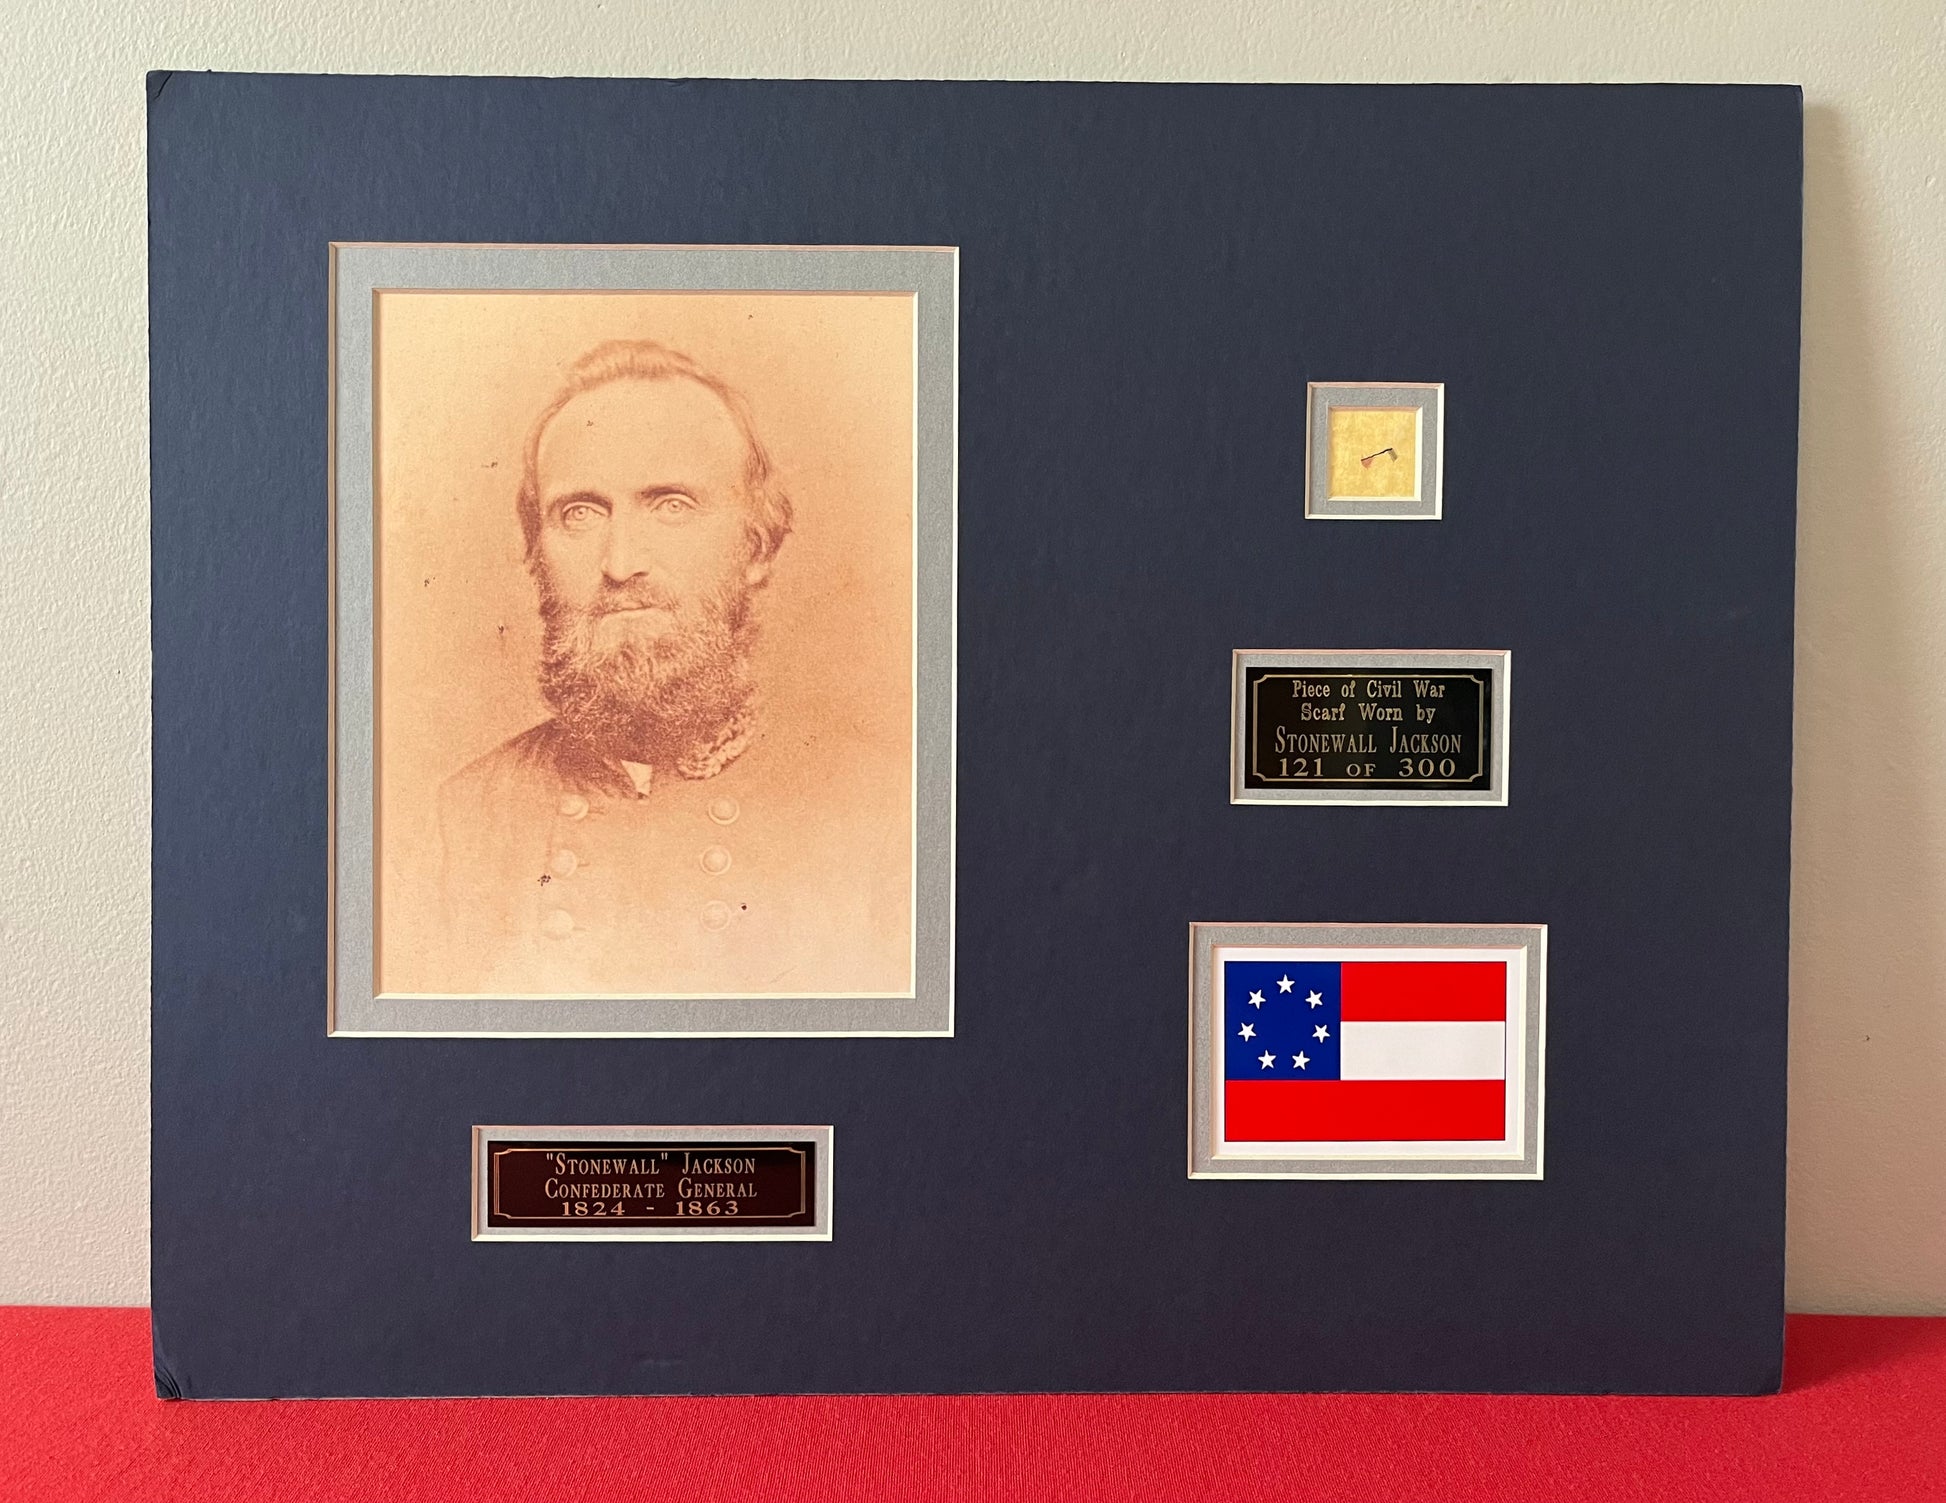 Piece of Civil War
Scarf Worn by
STONEWALL JACKSON
121 OF 300
"STONEWALL" JACKSON
CONFEDERATE GENERAL
1824 - 1863